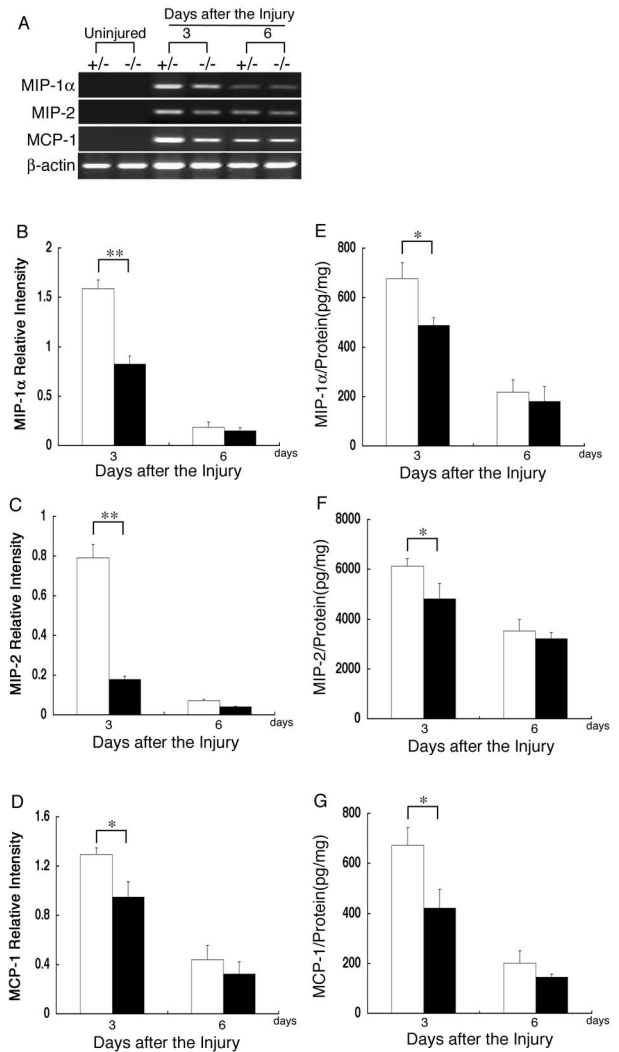 A
Days after the Injury
Uninjured 3 6
+/- -/- +/- -/- +/- -/-
MIP-1α
MIP-2
MCP-1
β-actin
B
MIP-1α Relative Intensity
2
1.5
1
0.5
0
**
3 6 days
Days after the Injury
E
MIP-1α/Protein(pg/mg)
800
600
400
200
0
*
3 6 days
Days after the Injury
C
MIP-2 Relative Intensity
0.8
0.6
0.4
0.2
0
**
3 6 days
Days after the Injury
F
MIP-2/Protein(pg/mg)
8000
6000
4000
2000
0
*
3 6 days
Days after the Injury
D
MCP-1 Relative Intensity
1.6
1.2
0.8
0.4
0
*
3 6 days
Days after the Injury
G
MCP-1/Protein(pg/mg)
800
600
400
200
0
*
3 6 days
Days after the Injury